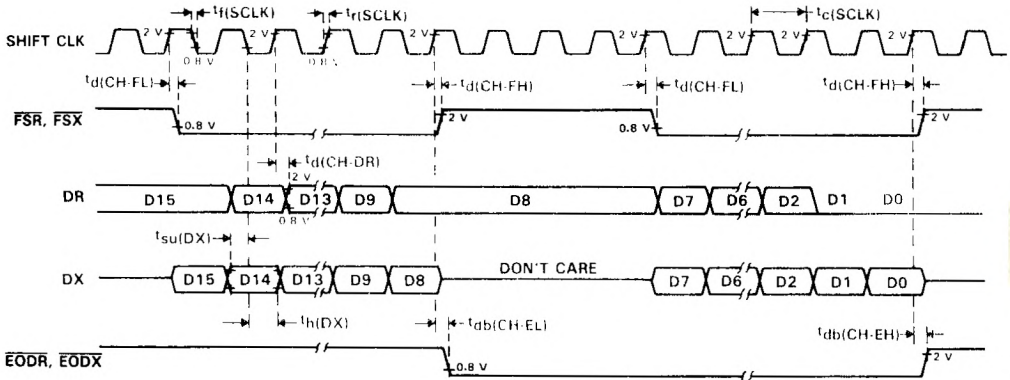 tf(SCLK) tr(SCLK) tc(SCLK)
SHIFT CLK 2 V 2 V 2 V 2 V 2 V 2 V 2 V 2 V
0.8 V 0.8 V
td(CH-FL) td(CH-FH) td(CH-FL) td(CH-FH)
FSR, FSX 0.8 V 2 V 0.8 V 2 V
td(CH-DR)
2 V
DR D15 D14 D13 D9 D8 D7 D6 D2 D1 D0
0.8 V
tsu(DX)
DON'T CARE
DX D15 D14 D13 D9 D8 D7 D6 D2 D1 D0
th(DX) tdb(CH-EL) tdb(CH-EH)
EODR, EODX 0.8 V 2 V